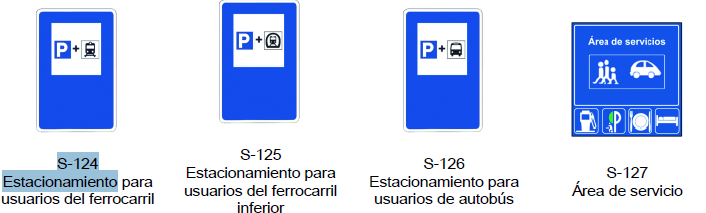 P +
P +
P +
Área de servicios
S-124
Estacionamiento para
usuarios del ferrocarril
S-125
Estacionamiento para
usuarios del ferrocarril
inferior
S-126
Estacionamiento para
usuarios de autobús
S-127
Área de servicio